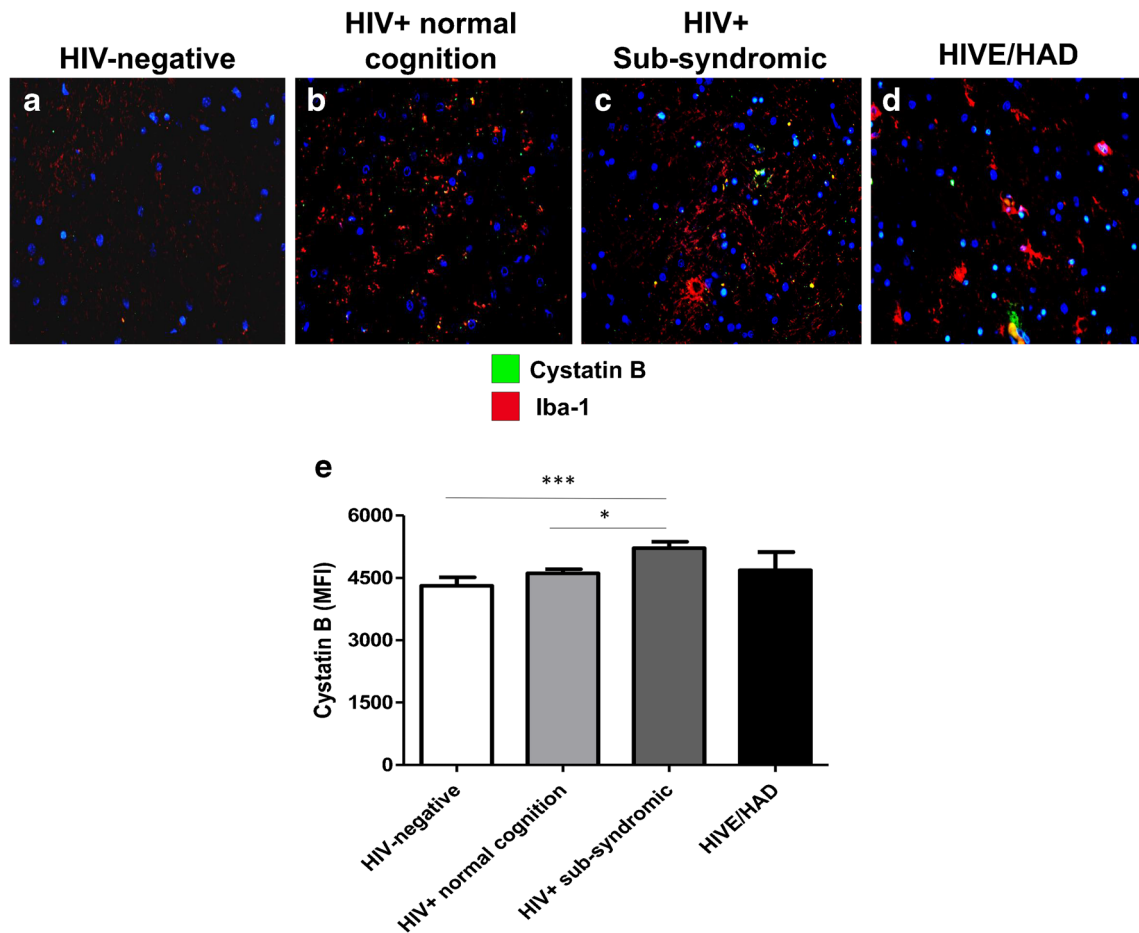 HIV-negative
HIV+ normal
cognition
HIV+
Sub-syndromic
HIVE/HAD
a
b
c
d
Cystatin B
Iba-1
e
***
*
Cystatin B (MFI)
6000
4500
3000
1500
0
HIV-negative
HIV+ normal cognition
HIV+ sub-syndromic
HIVE/HAD